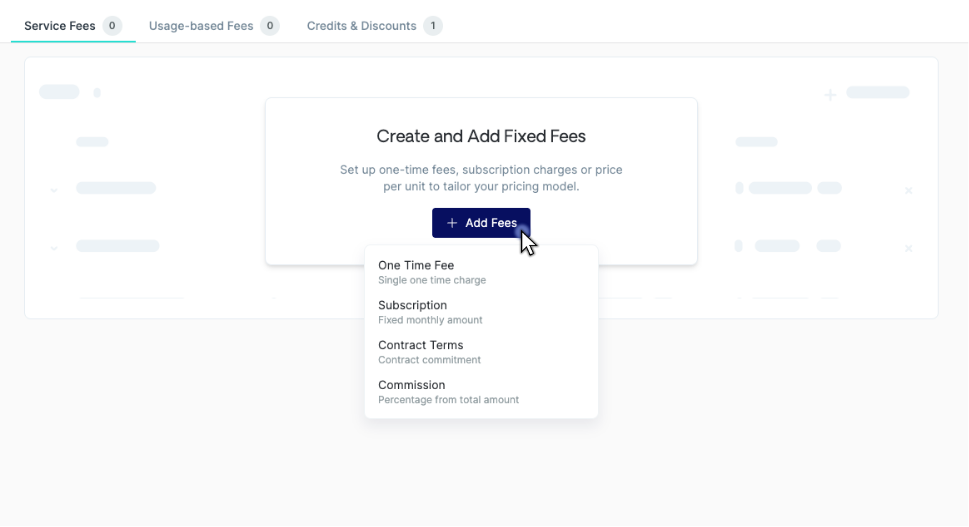 Service Fees 0 Usage-based Fees 0 Credits & Discounts 1
Create and Add Fixed Fees
Set up one-time fees, subscription charges or price
per unit to tailor your pricing model.
+ Add Fees
One Time Fee
Single one time charge
Subscription
Fixed monthly amount
Contract Terms
Contract commitment
Commission
Percentage from total amount